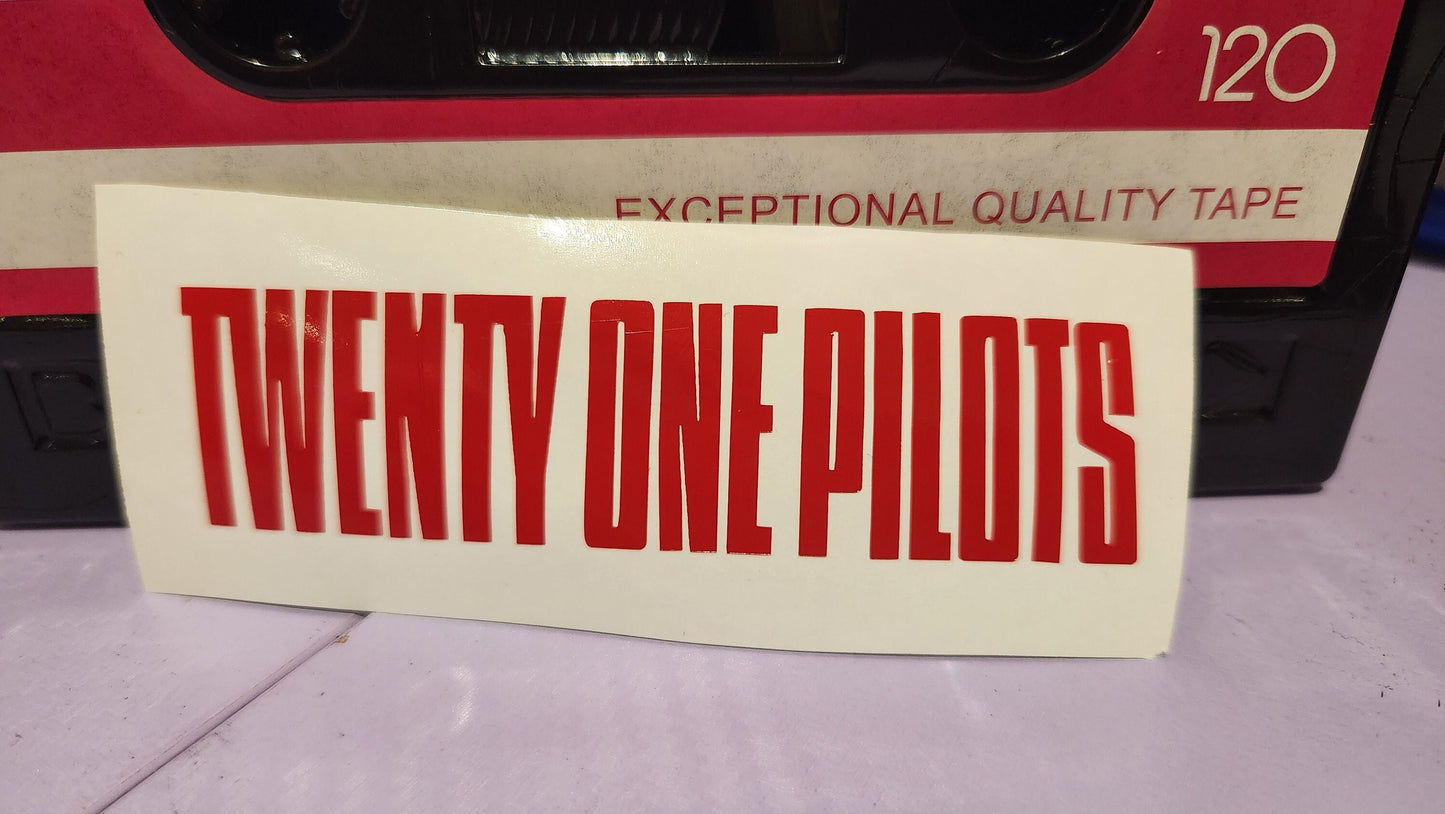 120
EXCEPTIONAL QUALITY TAPE
TWENTY ONE PILOTS